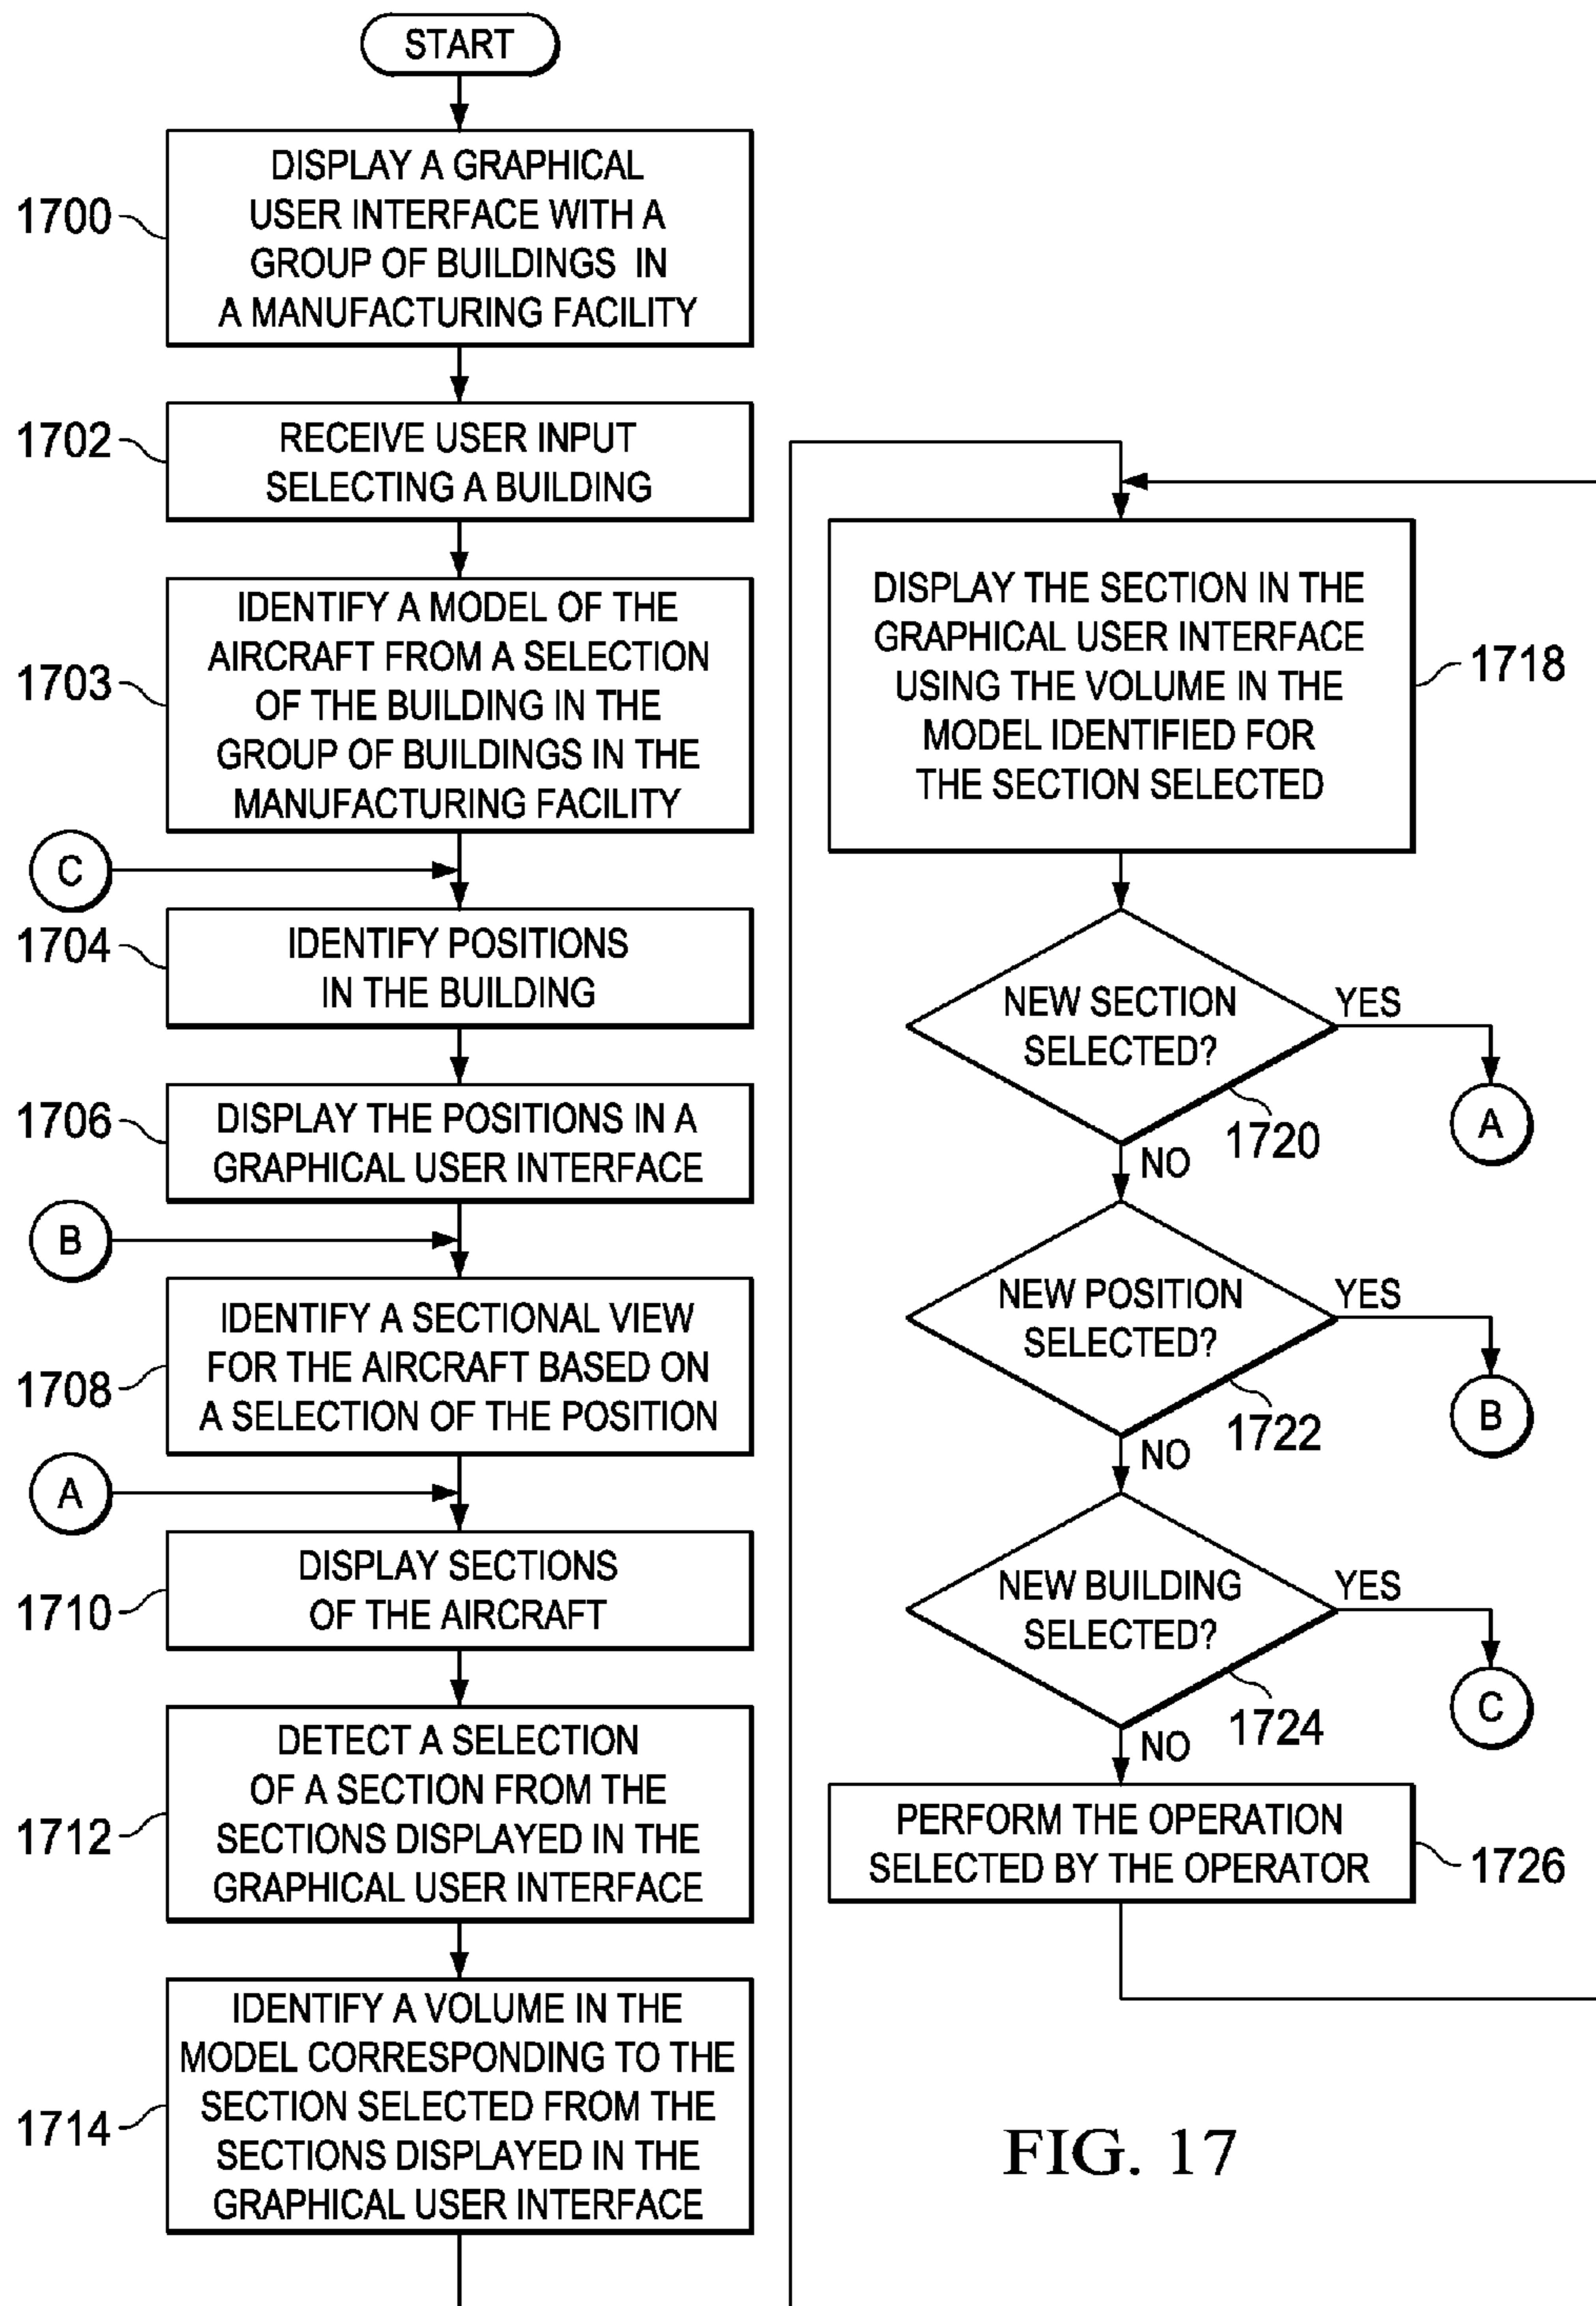 START
1700
DISPLAY A GRAPHICAL
USER INTERFACE WITH A
GROUP OF BUILDINGS IN
A MANUFACTURING FACILITY
1702
RECEIVE USER INPUT
SELECTING A BUILDING
1703
IDENTIFY A MODEL OF THE
AIRCRAFT FROM A SELECTION
OF THE BUILDING IN THE
GROUP OF BUILDINGS IN THE
MANUFACTURING FACILITY
C
1704
IDENTIFY POSITIONS
IN THE BUILDING
1706
DISPLAY THE POSITIONS IN A
GRAPHICAL USER INTERFACE
B
1708
IDENTIFY A SECTIONAL VIEW
FOR THE AIRCRAFT BASED ON
A SELECTION OF THE POSITION
A
1710
DISPLAY SECTIONS
OF THE AIRCRAFT
1712
DETECT A SELECTION
OF A SECTION FROM THE
SECTIONS DISPLAYED IN THE
GRAPHICAL USER INTERFACE
1714
IDENTIFY A VOLUME IN THE
MODEL CORRESPONDING TO THE
SECTION SELECTED FROM THE
SECTIONS DISPLAYED IN THE
GRAPHICAL USER INTERFACE
DISPLAY THE SECTION IN THE
GRAPHICAL USER INTERFACE
USING THE VOLUME IN THE
MODEL IDENTIFIED FOR
THE SECTION SELECTED
1718
NEW SECTION
SELECTED?
YES
A
1720
NO
NEW POSITION
SELECTED?
YES
B
1722
NO
NEW BUILDING
SELECTED?
YES
C
1724
NO
PERFORM THE OPERATION
SELECTED BY THE OPERATOR
1726
FIG. 17